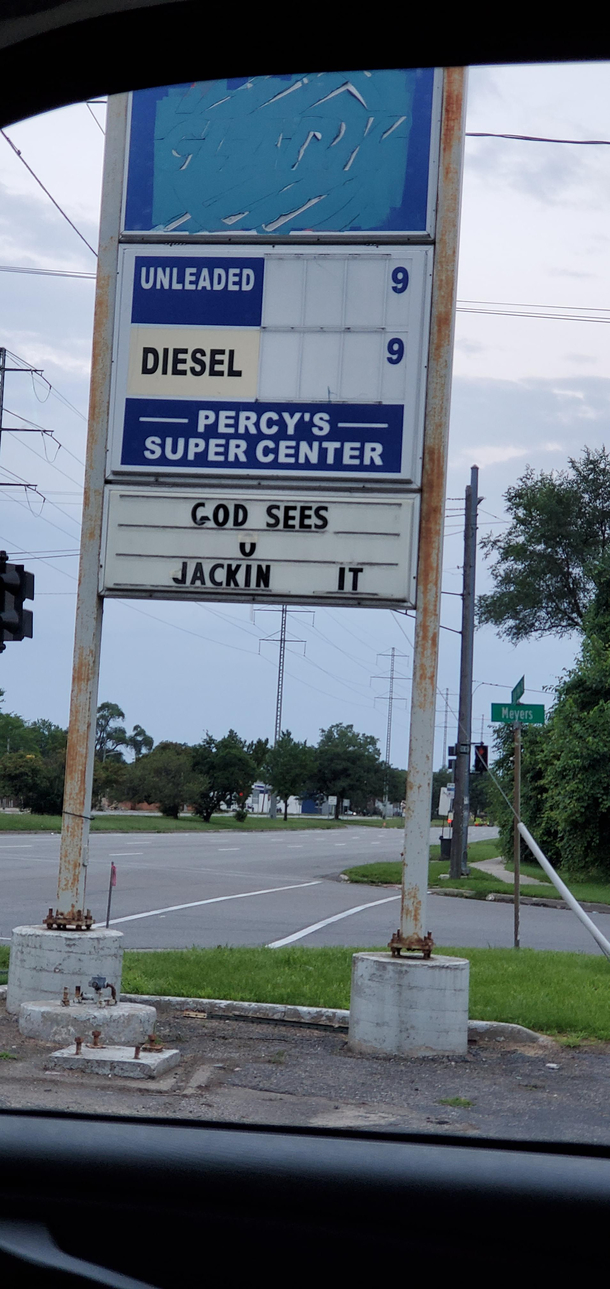 UNLEADED 9
DIESEL 9
PERCY'S
SUPER CENTER
GOD SEES
U
JACKIN IT
Meyers